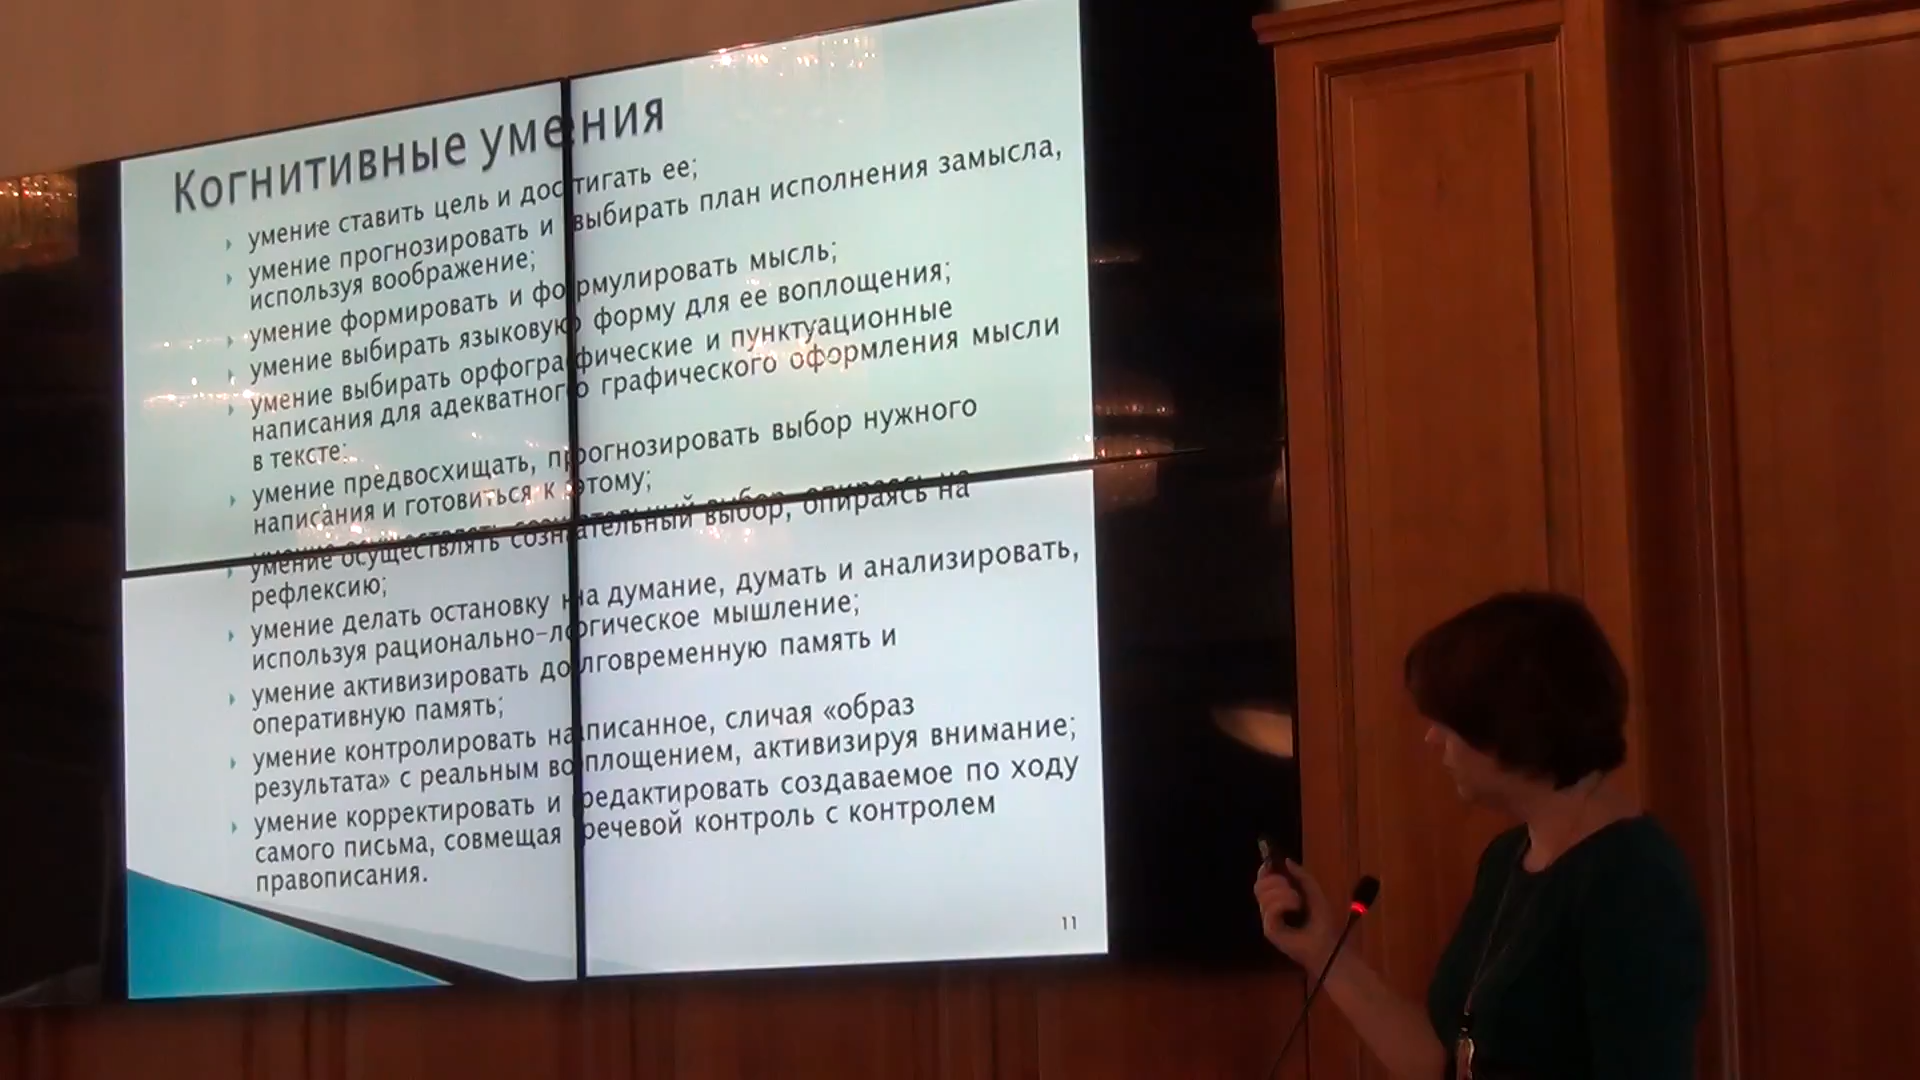 Когнитивные умения
умение ставить цель и достигать ее;
умение прогнозировать и выбирать план исполнения замысла,
используя воображение;
умение формировать и формулировать мысль;
умение выбирать языковую форму для ее воплощения;
умение выбирать орфографические и пунктуационные
написания для адекватного графического оформления мысли
в тексте;
умение предвосхищать, прогнозировать выбор нужного
написания и готовиться к этому;
умение осуществлять сознательный выбор, опираясь на
рефлексию;
умение делать остановку на думание, думать и анализировать,
используя рационально-логическое мышление;
умение активизировать долговременную память и
оперативную память;
умение контролировать написанное, сличая «образ
результата» с реальным воплощением, активизируя внимание;
умение корректировать и редактировать создаваемое по ходу
самого письма, совмещая речевой контроль с контролем
правописания.
11